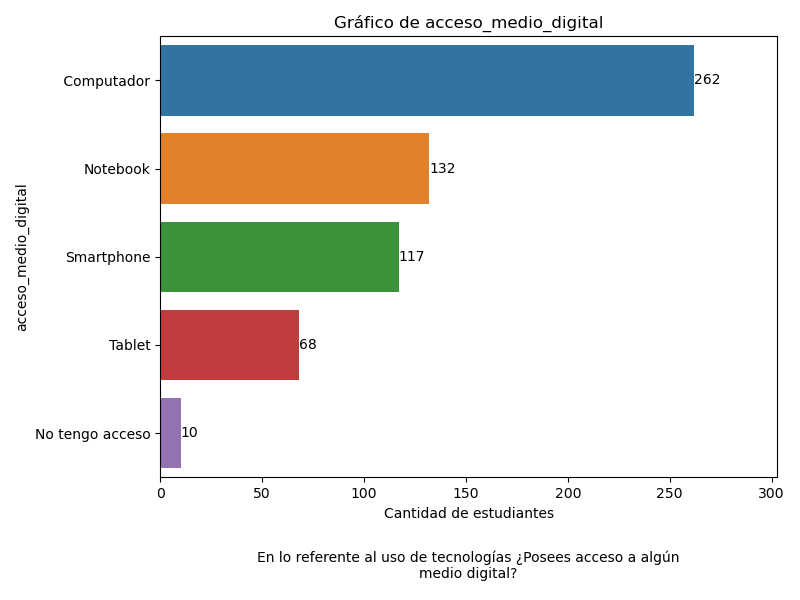 Gráfico de acceso_medio_digital
acceso_medio_digital
Computador
262
Notebook
132
Smartphone
117
Tablet
68
No tengo acceso
10
0 50 100 150 200 250 300
Cantidad de estudiantes
En lo referente al uso de tecnologías ¿Posees acceso a algún
medio digital?